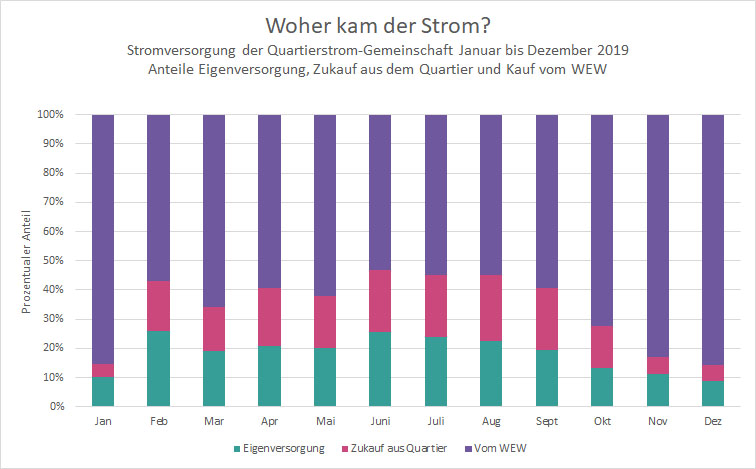 Woher kam der Strom?
Stromversorgung der Quartierstrom-Gemeinschaft Januar bis Dezember 2019
Anteile Eigenversorgung, Zukauf aus dem Quartier und Kauf vom WEW
Prozentualer Anteil
100%
90%
80%
70%
60%
50%
40%
30%
20%
10%
0%
Jan Feb Mar Apr Mai Juni Juli Aug Sept Okt Nov Dez
Eigenversorgung Zukauf aus Quartier Vom WEW